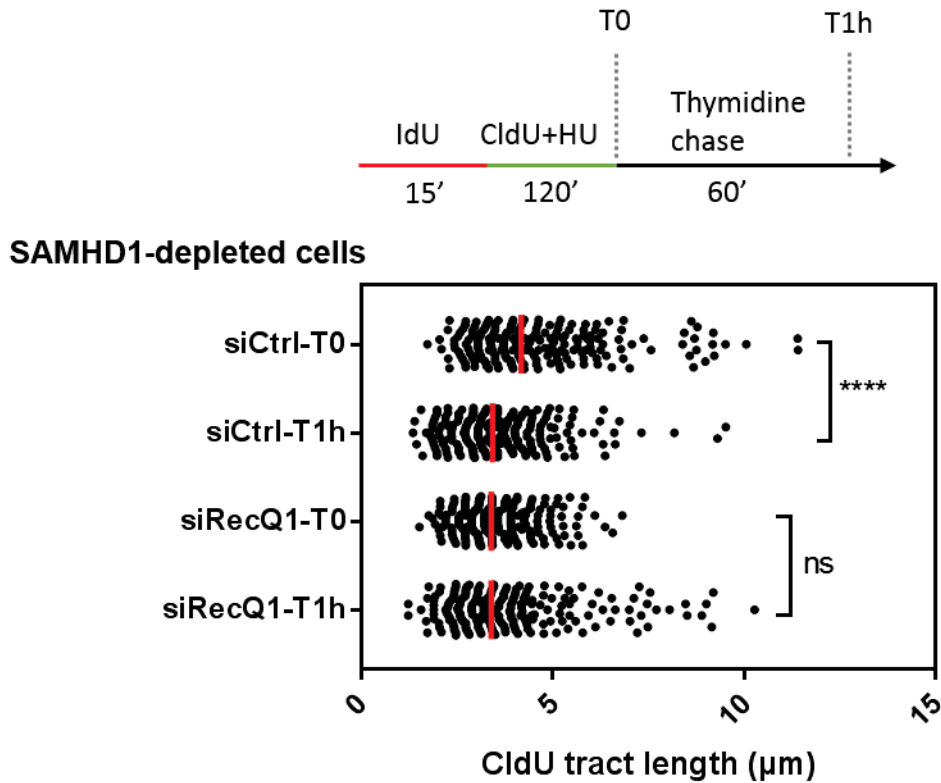 T0 T1h
IdU CldU+HU Thymidine
chase
15’ 120’ 60’
SAMHD1-depleted cells
siCtrl-T0
siCtrl-T1h
****
siRecQ1-T0
siRecQ1-T1h
ns
0 5 10 15
CldU tract length (µm)